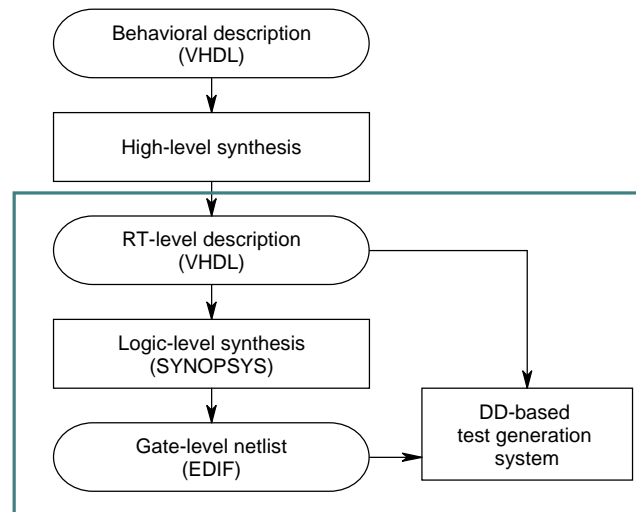 Behavioral description
(VHDL)
High-level synthesis
RT-level description
(VHDL)
Logic-level synthesis
(SYNOPSYS)
Gate-level netlist
(EDIF)
DD-based
test generation
system